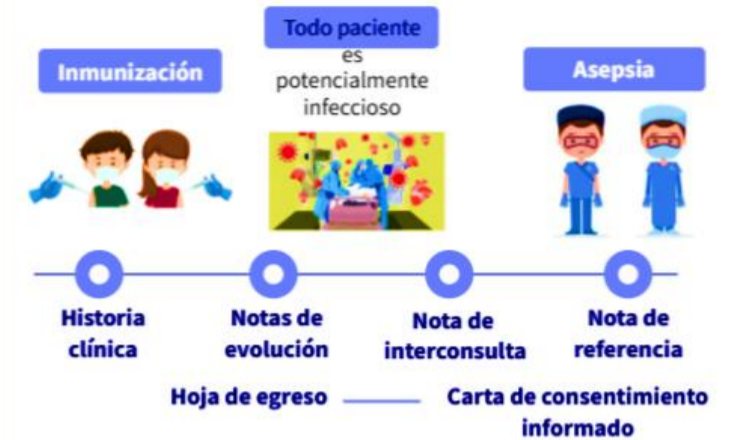 Inmunización
Todo paciente
es
potencialmente
infeccioso
Asepsia
Historia
clínica
Notas de
evolución
Nota de
interconsulta
Nota de
referencia
Hoja de egreso
Carta de consentimiento
informado